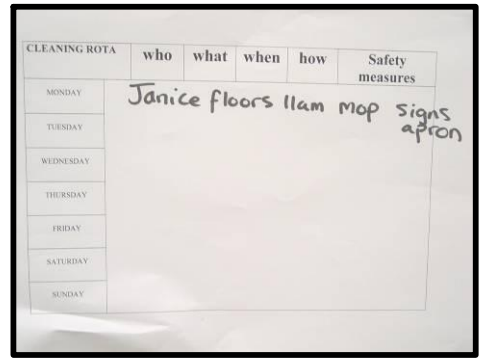 CLEANING ROTA who what when how Safety measures
MONDAY Janice floors 11am mop signs apron
TUESDAY
WEDNESDAY
THURSDAY
FRIDAY
SATURDAY
SUNDAY